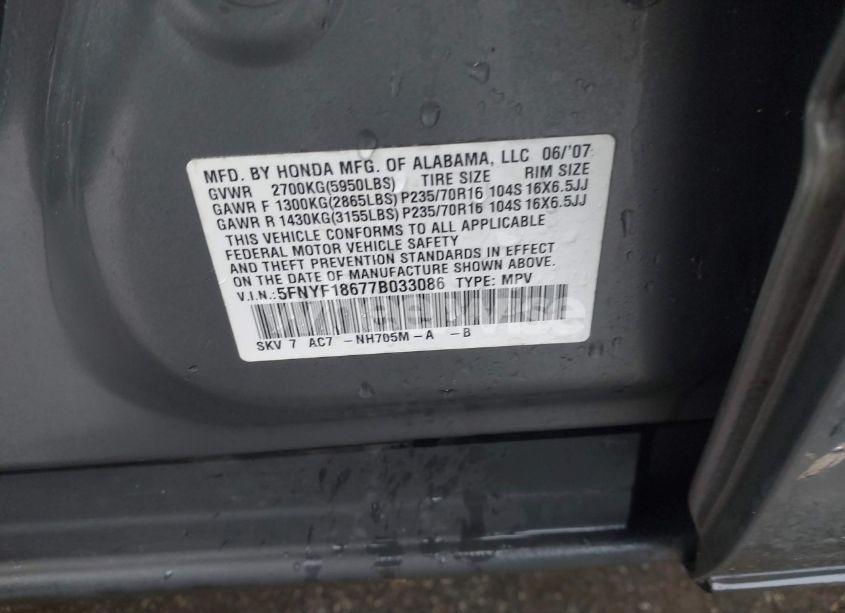 MFD. BY HONDA MFG. OF ALABAMA, LLC 06/'07
GVWR 2700KG(5950LBS) TIRE SIZE RIM SIZE
GAWR F 1300KG(2865LBS) P235/70R16 104S 16X6.5JJ
GAWR R 1430KG(3155LBS) P235/70R16 104S 16X6.5JJ
THIS VEHICLE CONFORMS TO ALL APPLICABLE
FEDERAL MOTOR VEHICLE SAFETY
AND THEFT PREVENTION STANDARDS IN EFFECT
ON THE DATE OF MANUFACTURE SHOWN ABOVE.
V.I.N.:5FNYF18677B033086 TYPE: MPV
SKV 7 AC7 -NH705M-A -B